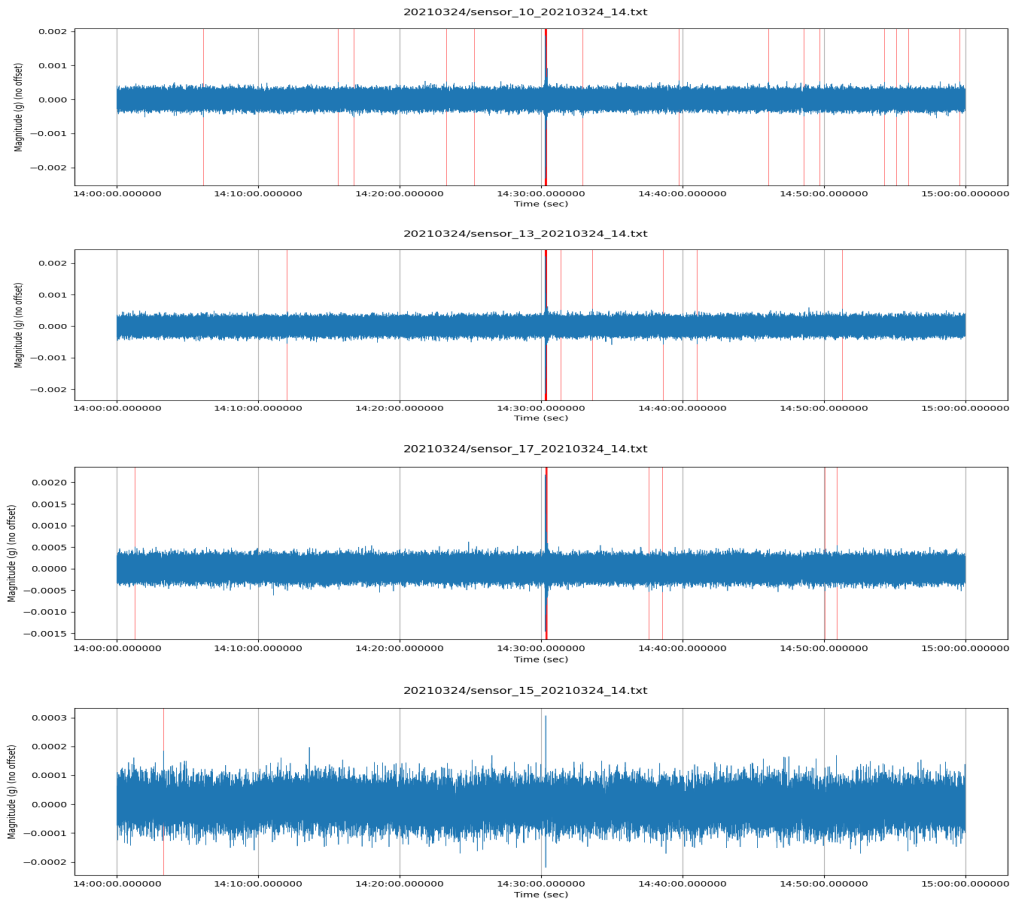 20210324/sensor_10_20210324_14.txt
Magnitude (g) (no offset)
0.002
0.001
0.000
−0.001
−0.002
14:00:00.000000 14:10:00.000000 14:20:00.000000 14:30:00.000000 14:40:00.000000 14:50:00.000000 15:00:00.000000
Time (sec)
20210324/sensor_13_20210324_14.txt
Magnitude (g) (no offset)
0.002
0.001
0.000
−0.001
−0.002
14:00:00.000000 14:10:00.000000 14:20:00.000000 14:30:00.000000 14:40:00.000000 14:50:00.000000 15:00:00.000000
20210324/sensor_17_20210324_14.txt
Magnitude (g) (no offset)
0.0020
0.0015
0.0010
0.0005
0.0000
−0.0005
−0.0010
−0.0015
14:00:00.000000 14:10:00.000000 14:20:00.000000 14:30:00.000000 14:40:00.000000 14:50:00.000000 15:00:00.000000
Time (sec)
20210324/sensor_15_20210324_14.txt
Magnitude (g) (no offset)
0.0003
0.0002
0.0001
0.0000
−0.0001
−0.0002
14:00:00.000000 14:10:00.000000 14:20:00.000000 14:30:00.000000 14:40:00.000000 14:50:00.000000 15:00:00.000000
Time (sec)